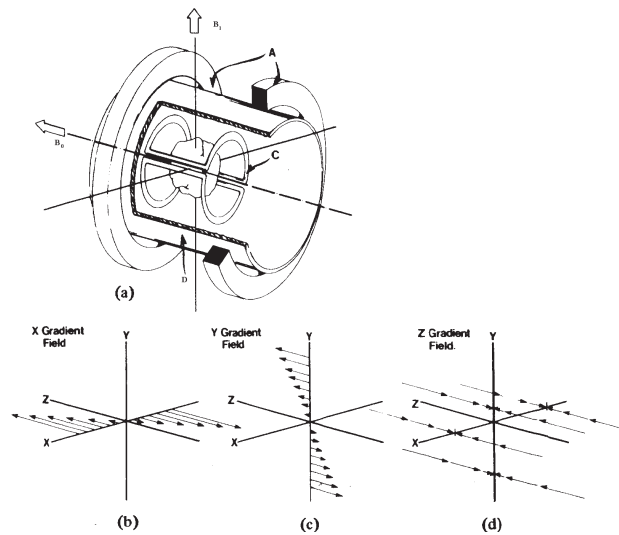 B₁
A
B₀
C
D
(a)
X Gradient
Field
Y
Z
X
(b)
Y Gradient
Field
Y
Z
X
(c)
Z Gradient
Field.
Y
Z
X
(d)